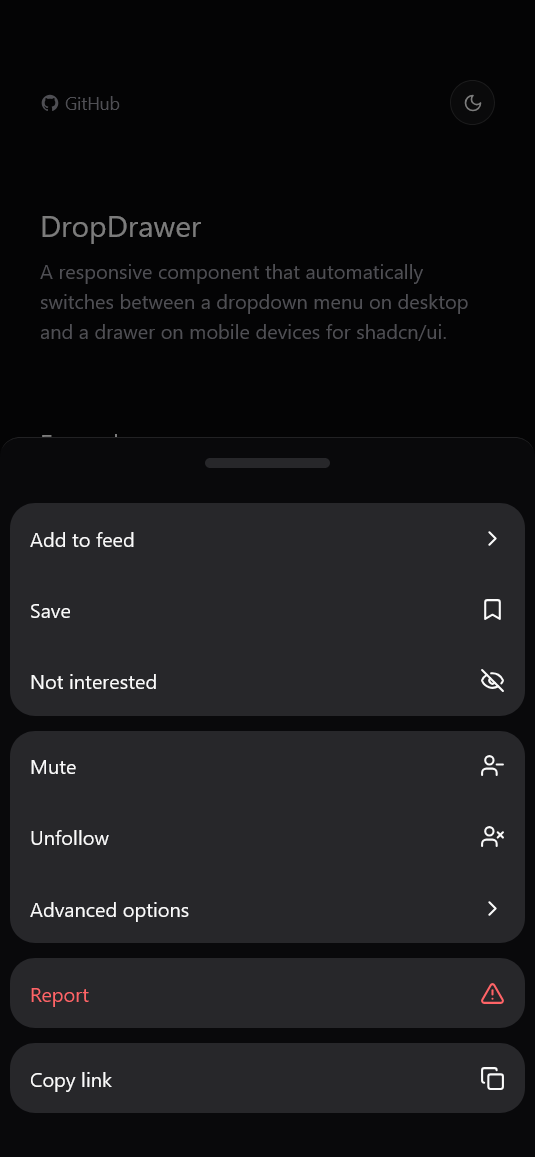 GitHub
DropDrawer
A responsive component that automatically
switches between a dropdown menu on desktop
and a drawer on mobile devices for shadcn/ui.
Add to feed
Save
Not interested
Mute
Unfollow
Advanced options
Report
Copy link